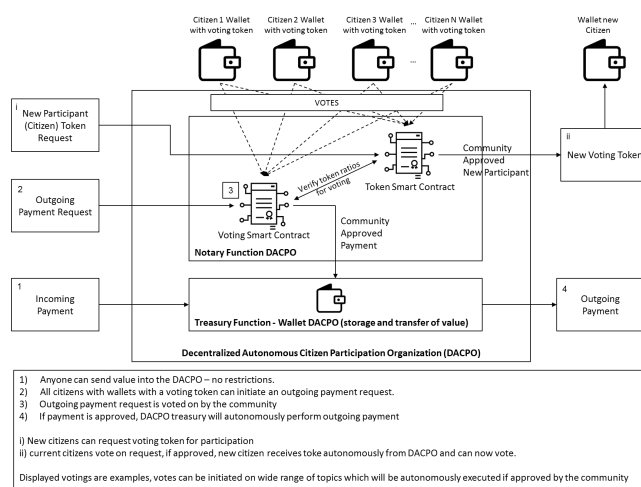 Citizen 1 Wallet
with voting token
Citizen 2 Wallet
with voting token
Citizen 3 Wallet
with voting token
...
Citizen N Wallet
with voting token
Wallet new
Citizen
...
VOTES
i
New Participant
(Citizen) Token
Request
ii
New Voting Token
Community
Approved
New Participant
Token Smart Contract
Verify token ratios
for voting
2
Outgoing
Payment Request
3
Voting Smart Contract
Community
Approved
Payment
Notary Function DACPO
1
Incoming
Payment
4
Outgoing
Payment
Treasury Function - Wallet DACPO (storage and transfer of value)
Decentralized Autonomous Citizen Participation Organization (DACPO)
1) Anyone can send value into the DACPO – no restrictions.
2) All citizens with wallets with a voting token can initiate an outgoing payment request.
3) Outgoing payment request is voted on by the community
4) If payment is approved, DACPO treasury will autonomously perform outgoing payment
i) New citizens can request voting token for participation
ii) current citizens vote on request, if approved, new citizen receives toke autonomously from DACPO and can now vote.
Displayed votings are examples, votes can be initiated on wide range of topics which will be autonomously executed if approved by the community